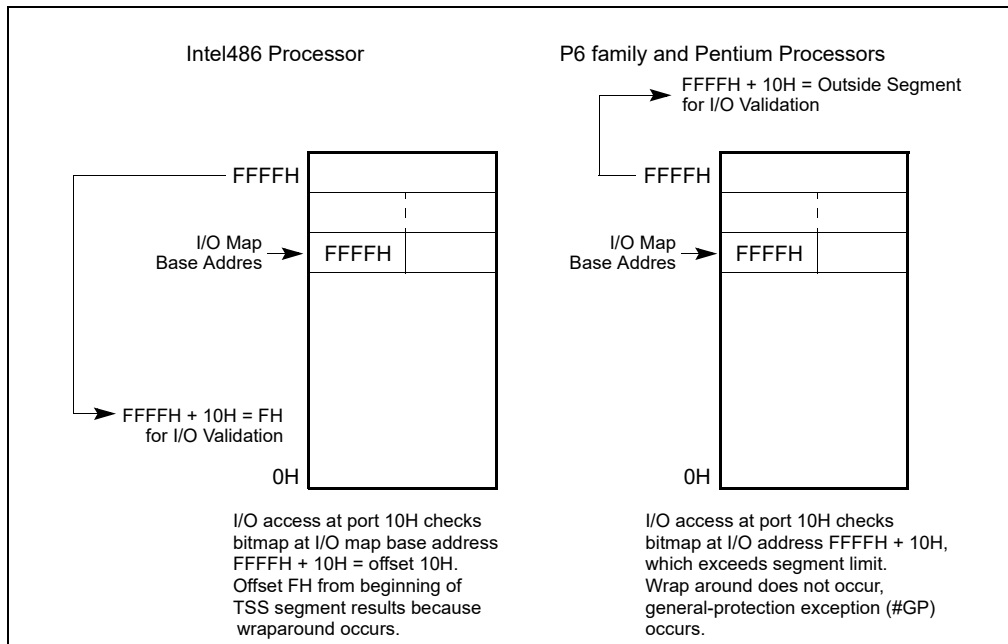 Intel486 Processor
FFFFH
I/O Map
Base Addres
FFFFH
FFFFH + 10H = FH
for I/O Validation
0H
I/O access at port 10H checks
bitmap at I/O map base address
FFFFH + 10H = offset 10H.
Offset FH from beginning of
TSS segment results because
wraparound occurs.
P6 family and Pentium Processors
FFFFH + 10H = Outside Segment
for I/O Validation
FFFFH
I/O Map
Base Addres
FFFFH
0H
I/O access at port 10H checks
bitmap at I/O address FFFFH + 10H,
which exceeds segment limit.
Wrap around does not occur,
general-protection exception (#GP)
occurs.